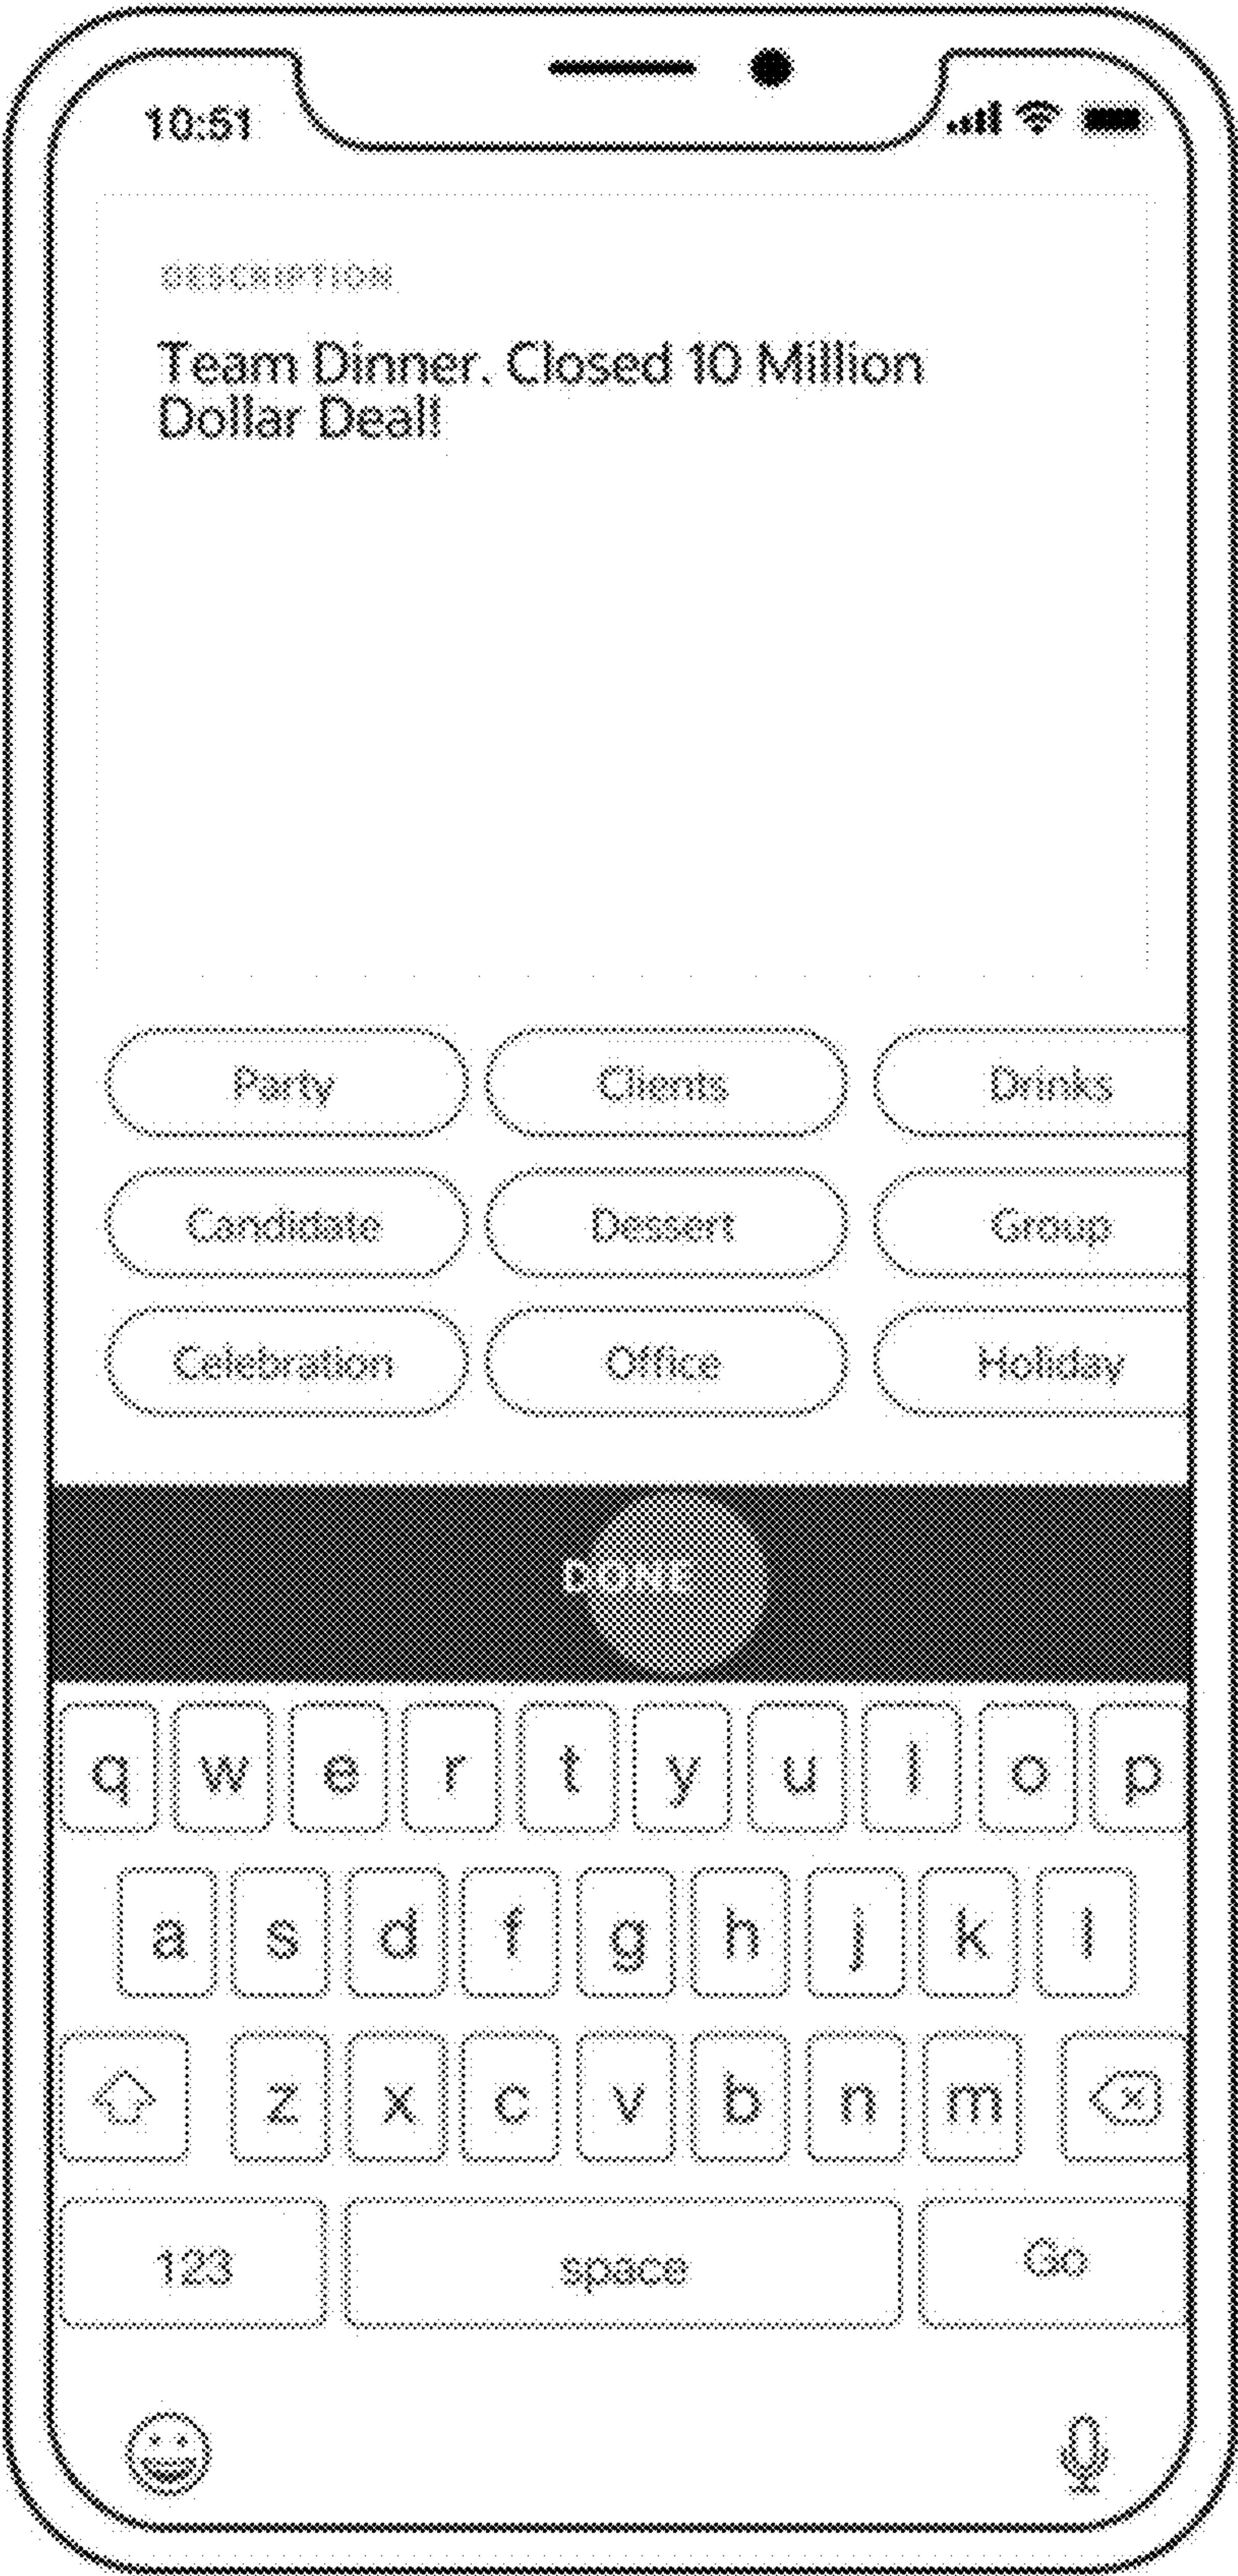 10:51
DESCRIPTION
Team Dinner. Closed 10 Million
Dollar Deal!
Party Clients Drinks
Candidate Dessert Group
Celebration Office Holiday
DONE
q w e r t y u I o p
a s d f g h j k l
z x c v b n m
123 space Go